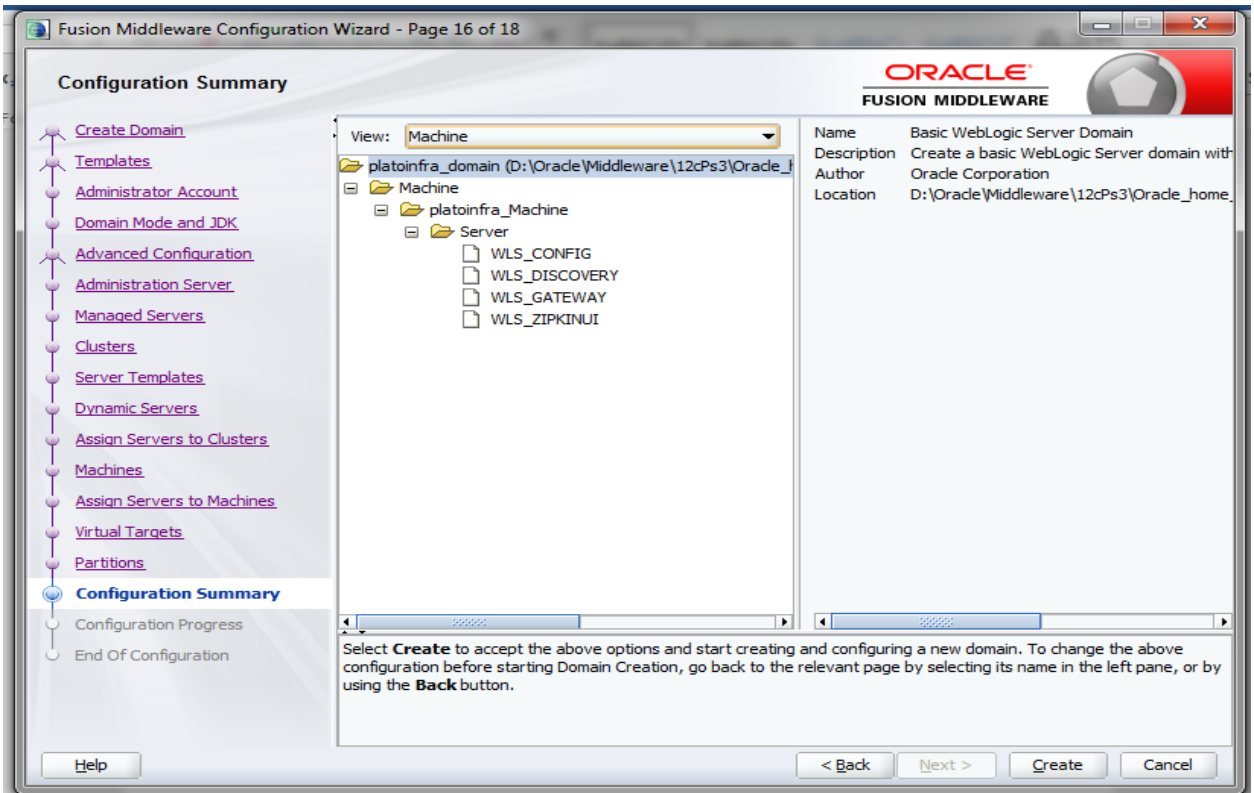 Fusion Middleware Configuration Wizard - Page 16 of 18
Configuration Summary
ORACLE
FUSION MIDDLEWARE
Create Domain
Templates
Administrator Account
Domain Mode and JDK
Advanced Configuration
Administration Server
Managed Servers
Clusters
Server Templates
Dynamic Servers
Assign Servers to Clusters
Machines
Assign Servers to Machines
Virtual Targets
Partitions
Configuration Summary
Configuration Progress
End Of Configuration
View: Machine
platoinfra_domain (D:\Oracle\Middleware\12cPs3\Oracle_
Machine
platoinfra_Machine
Server
WLS_CONFIG
WLS_DISCOVERY
WLS_GATEWAY
WLS_ZIPKINUI
Name Basic WebLogic Server Domain
Description Create a basic WebLogic Server domain with
Author Oracle Corporation
Location D:\Oracle\Middleware\12cPs3\Oracle_home_
Select Create to accept the above options and start creating and configuring a new domain. To change the above
configuration before starting Domain Creation, go back to the relevant page by selecting its name in the left pane, or by
using the Back button.
Help
< Back
Next >
Create
Cancel